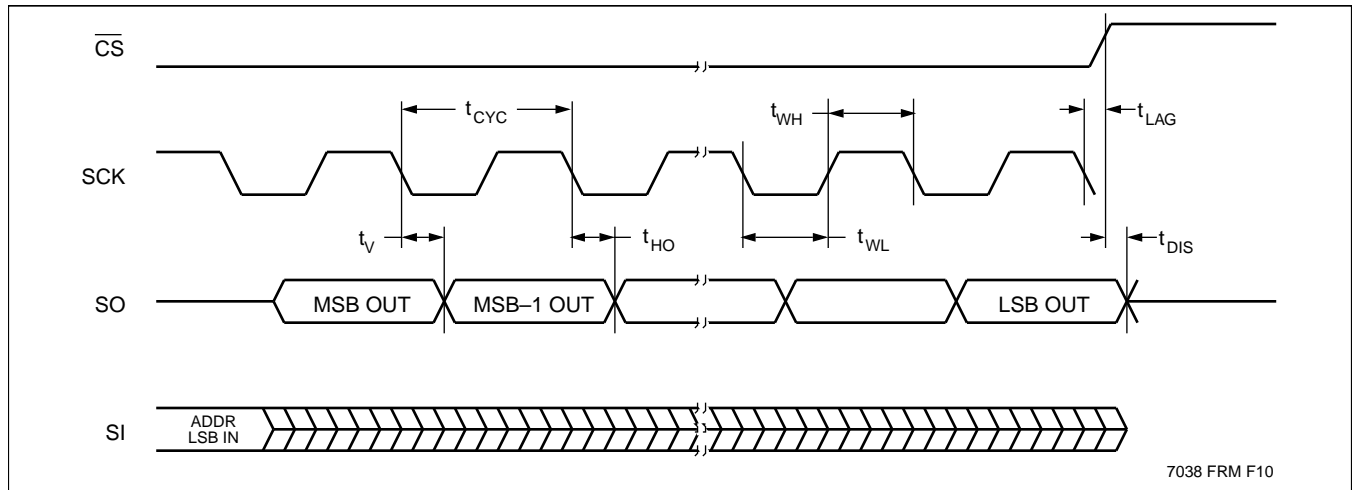 CS
tCYC
tWH
tLAG
SCK
tV
tHO
tWL
tDIS
SO
MSB OUT
MSB–1 OUT
LSB OUT
SI
ADDR
LSB IN
7038 FRM F10